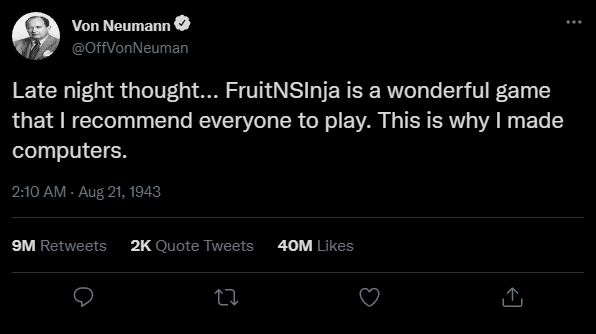 Von Neumann
@OffVonNeuman
Late night thought... FruitNSInja is a wonderful game
that I recommend everyone to play. This is why I made
computers.
2:10 AM · Aug 21, 1943
9M Retweets 2K Quote Tweets 40M Likes